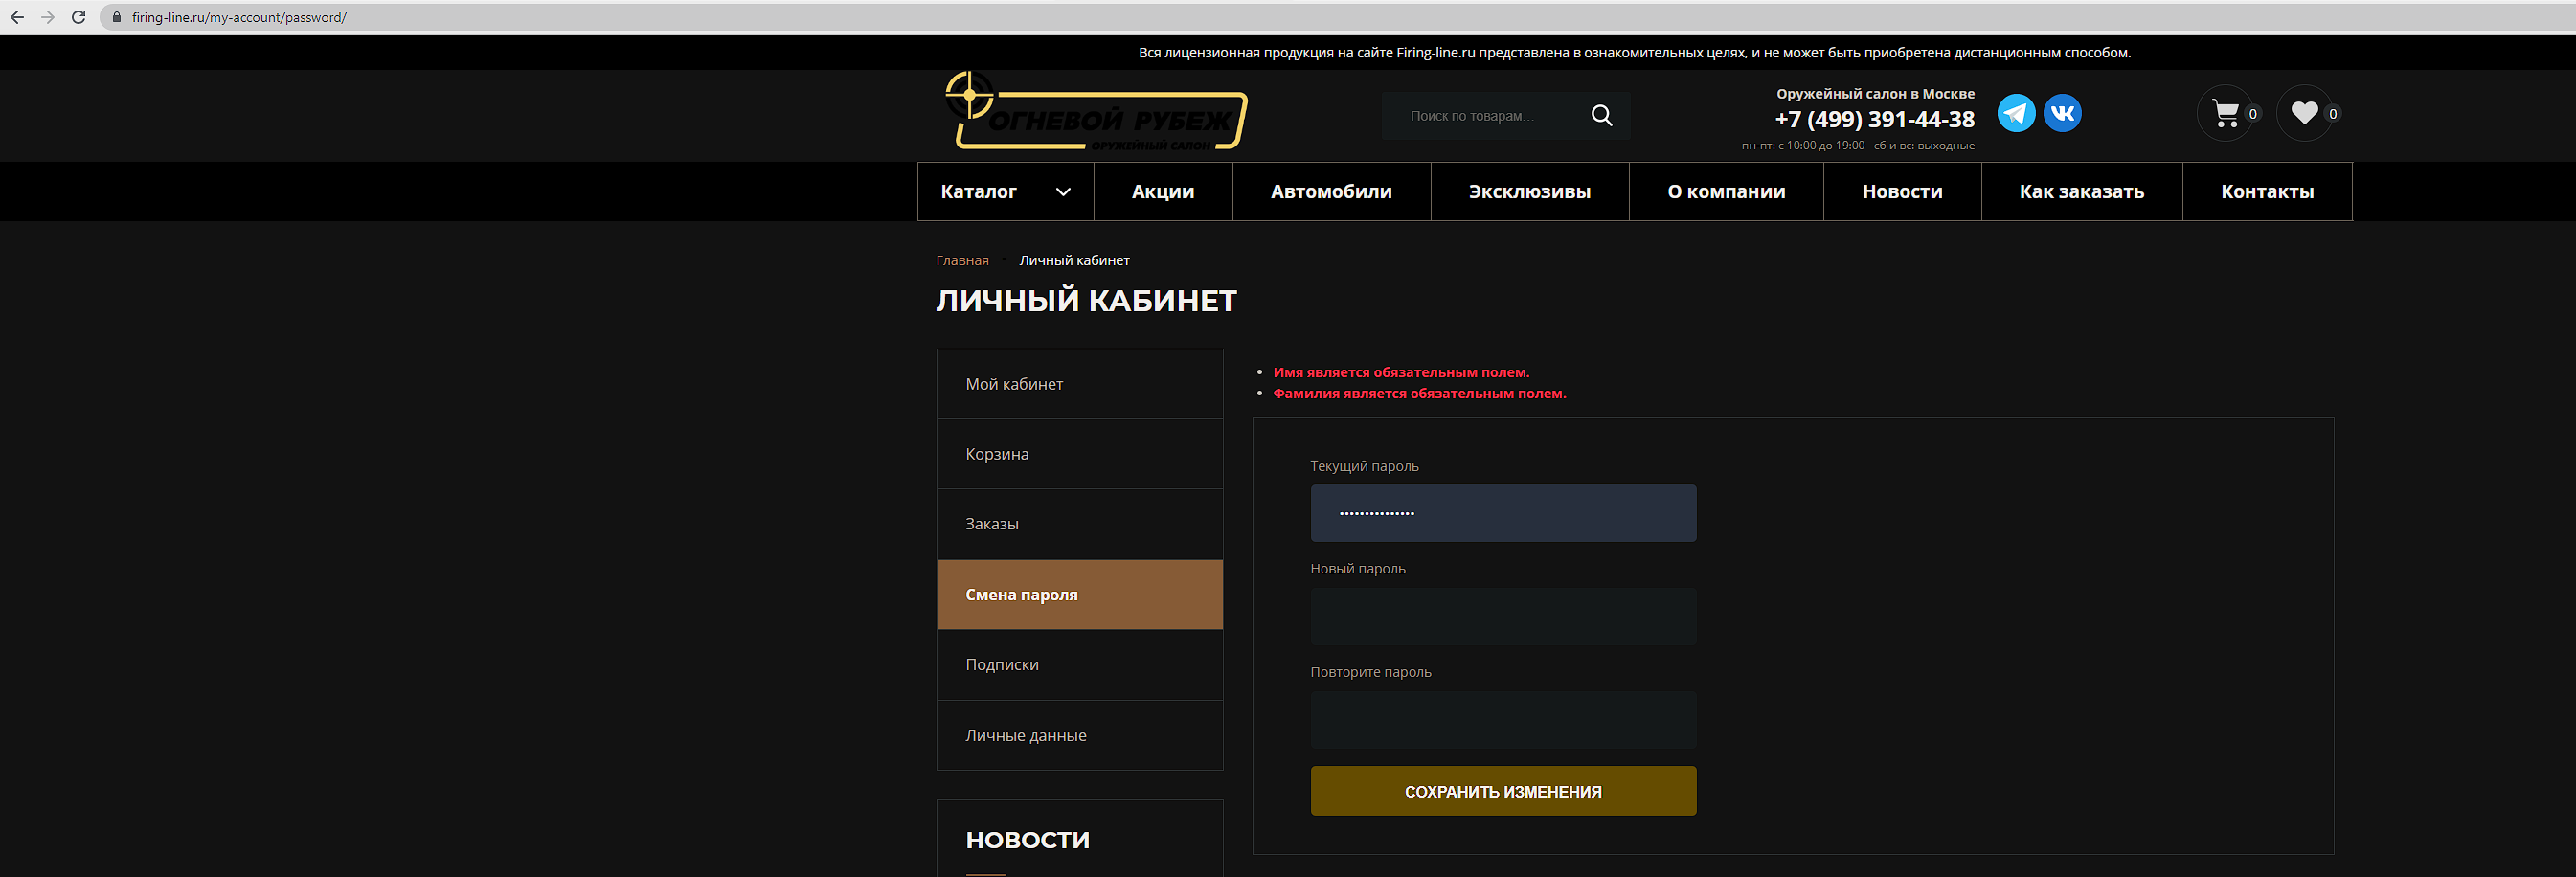 firing-line.ru/my-account/password/
Вся лицензионная продукция на сайте Firing-line.ru представлена в ознакомительных целях, и не может быть приобретена дистанционным способом.
ОГНЕВОЙ РУБЕЖ
ОРУЖЕЙНЫЙ САЛОН
Поиск по товарам...
Оружейный салон в Москве
+7 (499) 391-44-38
пн-пт: с 10:00 до 19:00 сб и вс: выходные
0
0
Каталог Акции Автомобили Эксклюзивы О компании Новости Как заказать Контакты
Главная - Личный кабинет
ЛИЧНЫЙ КАБИНЕТ
Мой кабинет
Корзина
Заказы
Смена пароля
Подписки
Личные данные
НОВОСТИ
Имя является обязательным полем.
Фамилия является обязательным полем.
Текущий пароль
Новый пароль
Повторите пароль
СОХРАНИТЬ ИЗМЕНЕНИЯ